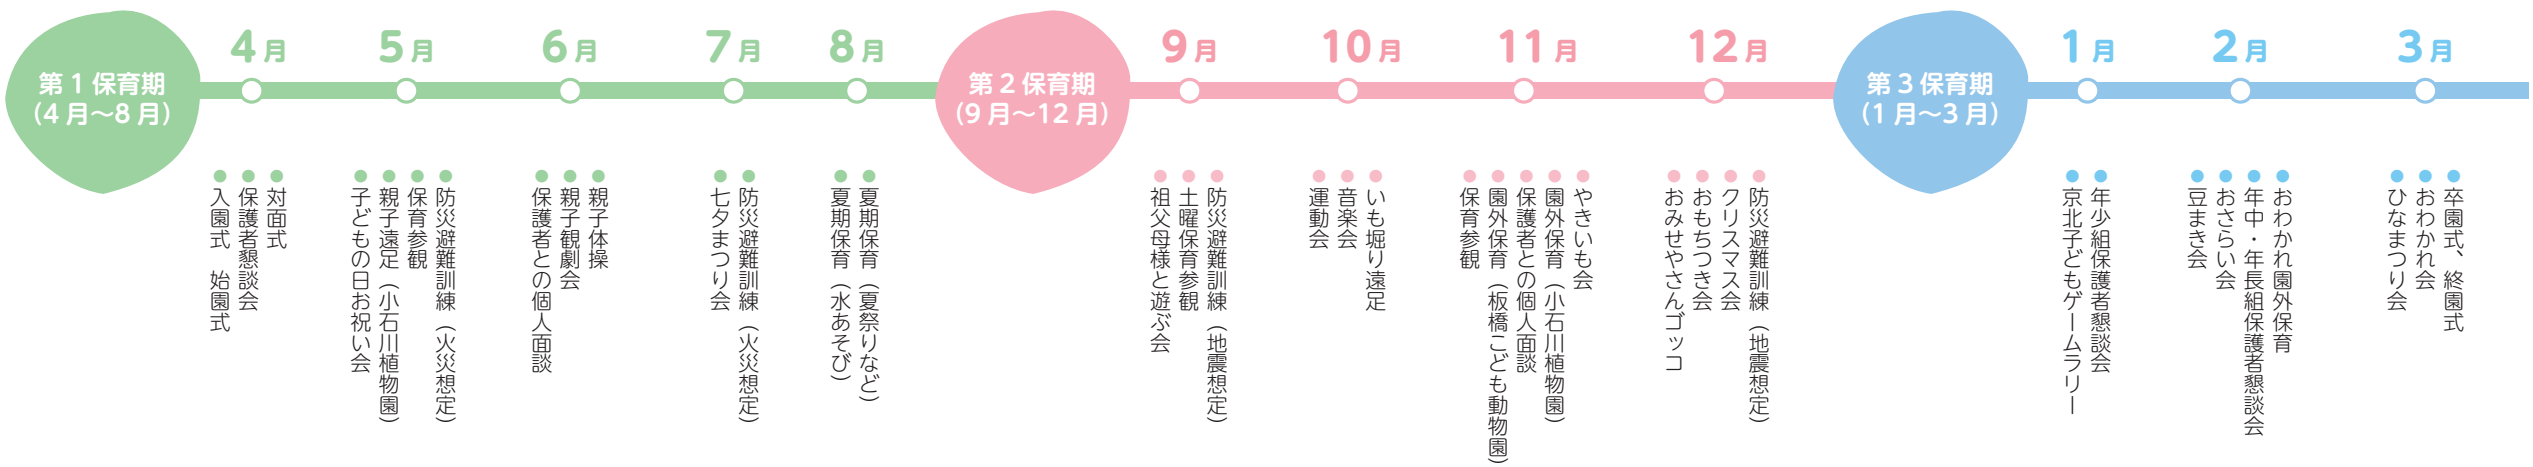 第1保育期
(4月～8月)
4月
対面式
保護者懇談会
入園式　始園式
5月
防災避難訓練（火災想定）
保育参観
親子遠足（小石川植物園）
子どもの日お祝い会
6月
親子体操
親子観劇会
保護者との個人面談
7月
防災避難訓練（火災想定）
七夕まつり会
8月
夏期保育（夏祭りなど）
夏期保育（水あそび）
第2保育期
(9月～12月)
9月
防災避難訓練（地震想定）
土曜保育参観
祖父母様と遊ぶ会
10月
いも堀り遠足
音楽会
運動会
11月
やきいも会
園外保育（小石川植物園）
保護者との個人面談
園外保育（板橋こども動物園）
保育参観
12月
防災避難訓練（地震想定）
クリスマス会
おもちつき会
おみせやさんゴッコ
第3保育期
(1月～3月)
1月
年少組保護者懇談会
京北子どもゲームラリー
2月
おわかれ園外保育
年中・年長組保護者懇談会
おさらい会
豆まき会
3月
卒園式、終園式
おわかれ会
ひなまつり会